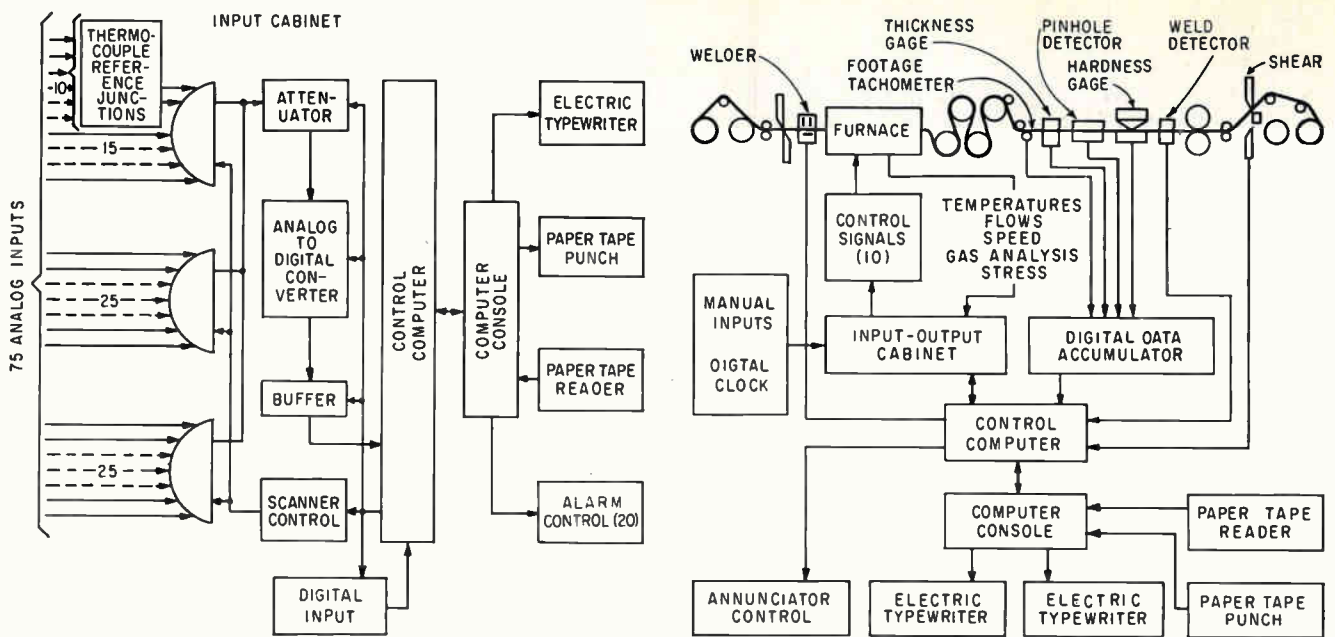 INPUT CABINET
THERMO-
COUPLE
REFER-
ENCE
JUNC-
TIONS
10
15
25
25
75 ANALOG INPUTS
ATTEN-
UATOR
ANALOG
TO
DIGITAL
CON-
VERTER
BUFFER
SCANNER
CONTROL
DIGITAL
INPUT
CONTROL
COMPUTER
COMPUTER
CONSOLE
ELECTRIC
TYPEWRITER
PAPER TAPE
PUNCH
PAPER TAPE
REAOER
ALARM
CONTROL (20)
WELOER
THICKNESS
GAGE
FOOTAGE
TACHOMETER
PINHOLE
DETECTOR
HARDNESS
GAGE
WELD
DETECTOR
SHEAR
FURNACE
CONTROL
SIGNALS
(10)
TEMPERATURES
FLOWS
SPEED
GAS ANALYSIS
STRESS
MANUAL
INPUTS
OIGTAL
CLOCK
INPUT-OUTPUT
CABINET
DIGITAL DATA
ACCUMULATOR
CONTROL
COMPUTER
COMPUTER
CONSOLE
PAPER TAPE
READER
ANNUNCIATOR
CONTROL
ELECTRIC
TYPEWRITER
ELECTRIC
TYPEWRITER
PAPER TAPE
PUNCH